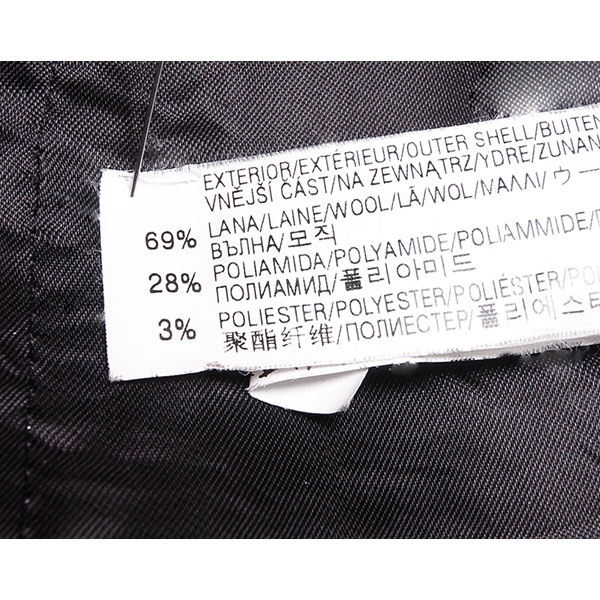 EXTERIOR/EXTÉRIEUR/OUTER SHELL/BUITEN
VNĚJŠÍ ČÁST/NA ZEWNĄTRZ/YDRE/ZUNAN
69% LANA/LAINE/WOOL/LÃ/WOL/ΜΑΛΛΙ/ウー
ВЪЛНА/모직
28% POLIAMIDA/POLYAMIDE/POLIAMMIDE/
ПОЛИАМИД/폴리아미드
3% POLIESTER/POLYESTER/POLIÉSTER/
聚酯纤维/ПОЛИЕСТЕР/폴리에스